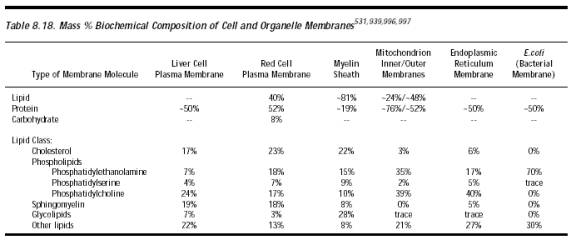 Table 8.18. Mass % Biochemical Composition of Cell and Organelle Membranes531,939,996,997
Mitochondrion Endoplasmic E.coli
Liver Cell Red Cell Myelin Inner/Outer Reticulum (Bacterial
Type of Membrane Molecule Plasma Membrane Plasma Membrane Sheath Membranes Membrane Membrane)
Lipid -- 40% ~81% ~24%/~48% -- --
Protein ~50% 52% ~19% ~76%/~52% ~50% ~50%
Carbohydrate -- 8% -- -- -- --
Lipid Class:
Cholesterol 17% 23% 22% 3% 6% 0%
Phospholipids
Phosphatidylethanolamine 7% 18% 15% 35% 17% 70%
Phosphatidylserine 4% 7% 9% 2% 5% trace
Phosphatidylcholine 24% 17% 10% 39% 40% 0%
Sphingomyelin 19% 18% 8% 0% 5% 0%
Glycolipids 7% 3% 28% trace trace 0%
Other lipids 22% 13% 8% 21% 27% 30%